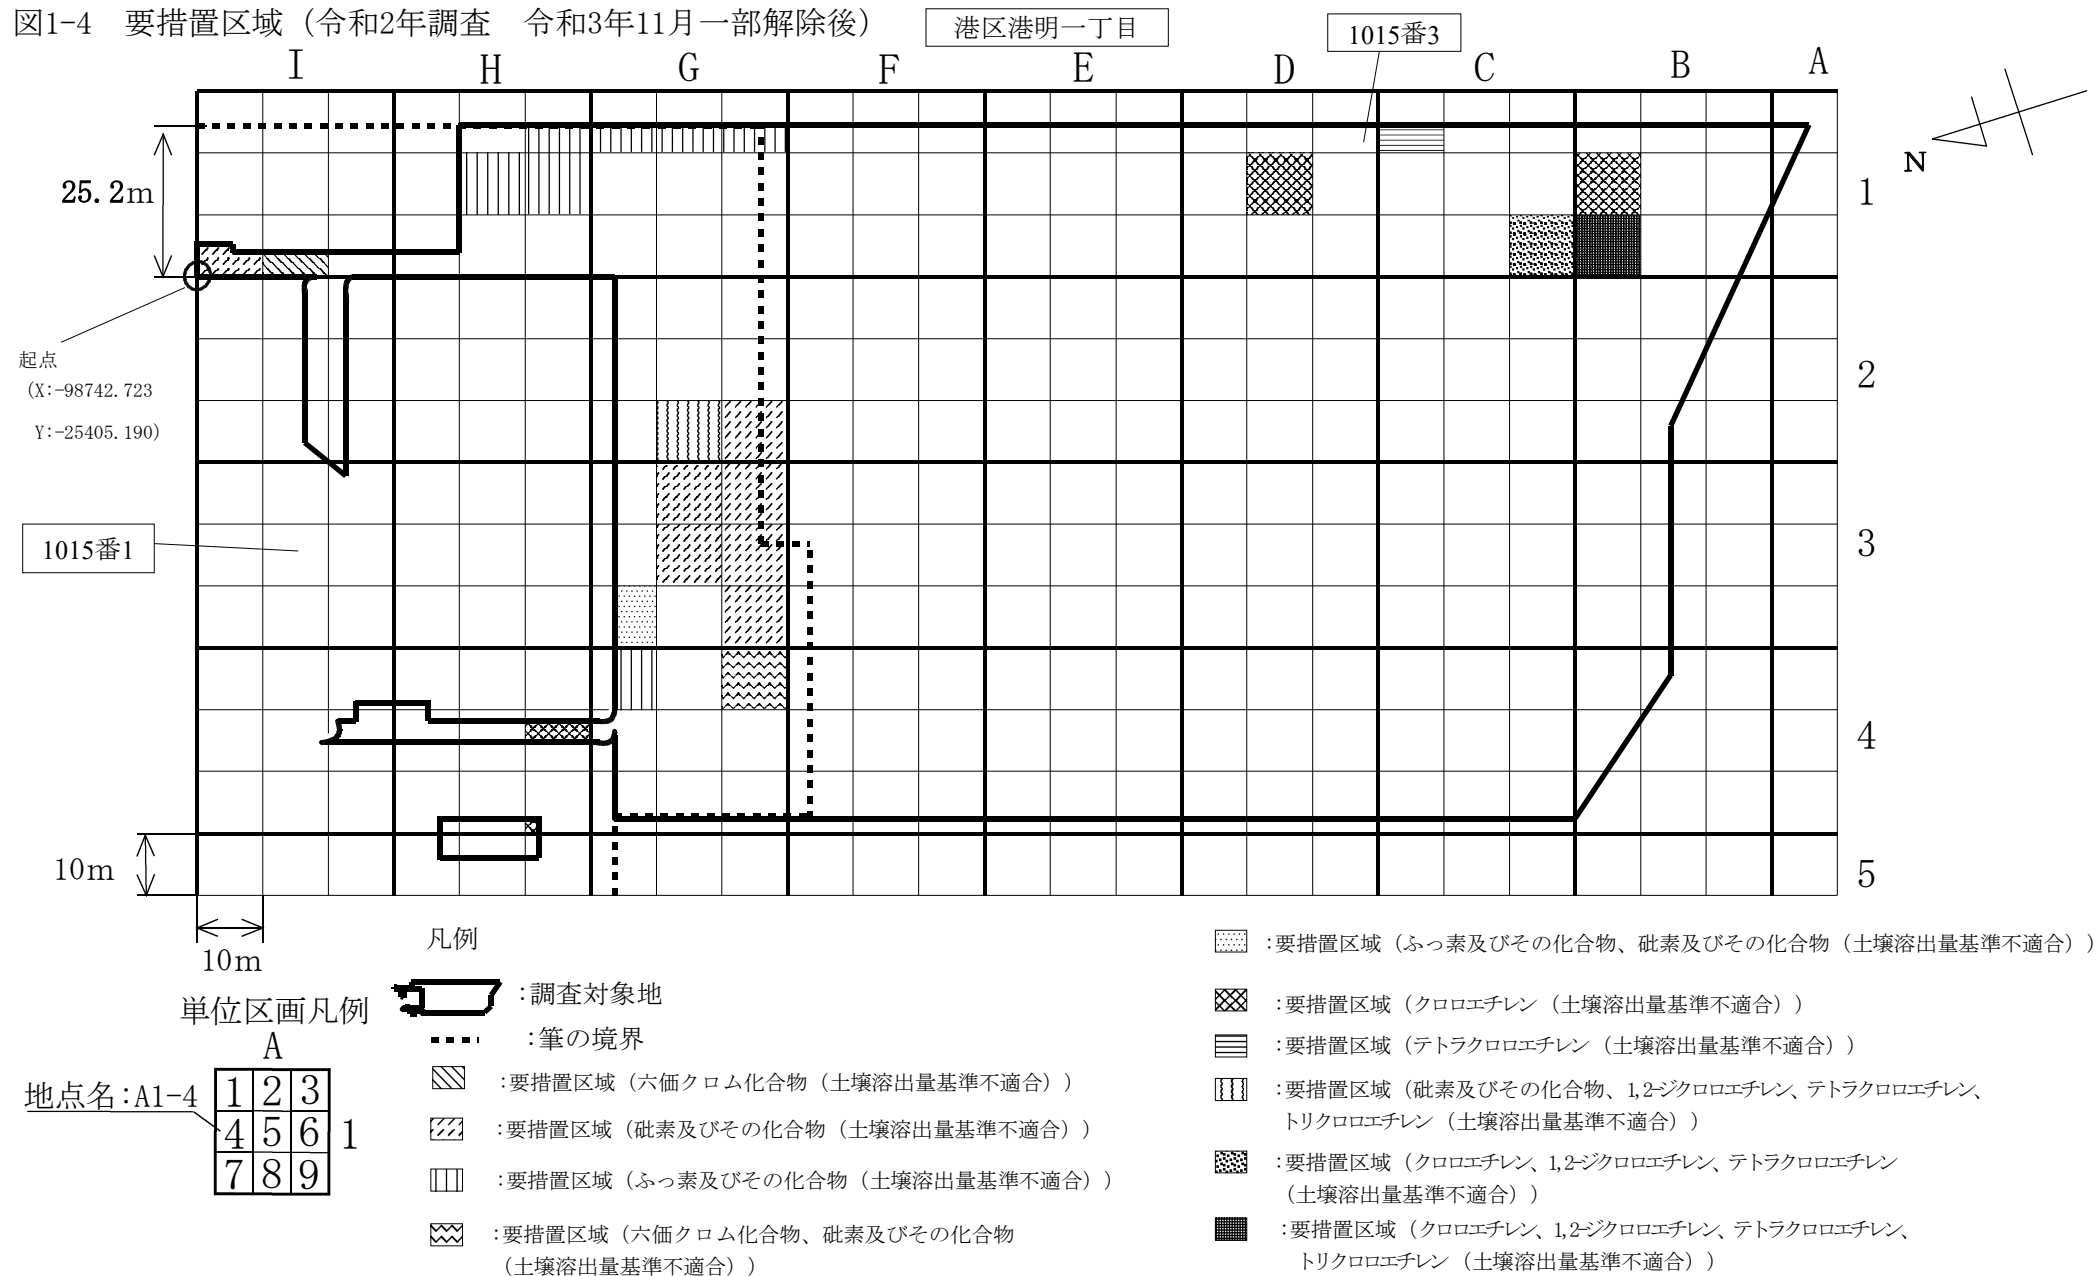 図1-4　要措置区域（令和2年調査　令和3年11月一部解除後）
港区港明一丁目
1015番3
I H G F E D C B A
N
25.2m
1
起点
（X:-98742.723
Y:-25405.190）
2
1015番1
3
4
10m
5
10m
凡例
単位区画凡例
A
地点名:A1-4
1 2 3
4 5 6 1
7 8 9
:調査対象地
:筆の境界
:要措置区域（六価クロム化合物（土壌溶出量基準不適合））
:要措置区域（砒素及びその化合物（土壌溶出量基準不適合））
:要措置区域（ふっ素及びその化合物（土壌溶出量基準不適合））
:要措置区域（六価クロム化合物、砒素及びその化合物
（土壌溶出量基準不適合））
:要措置区域（ふっ素及びその化合物、砒素及びその化合物（土壌溶出量基準不適合））
:要措置区域（クロロエチレン（土壌溶出量基準不適合））
:要措置区域（テトラクロロエチレン（土壌溶出量基準不適合））
:要措置区域（砒素及びその化合物、1,2-ジクロロエチレン、テトラクロロエチレン、
トリクロロエチレン（土壌溶出量基準不適合））
:要措置区域（クロロエチレン、1,2-ジクロロエチレン、テトラクロロエチレン
（土壌溶出量基準不適合））
:要措置区域（クロロエチレン、1,2-ジクロロエチレン、テトラクロロエチレン、
トリクロロエチレン（土壌溶出量基準不適合））